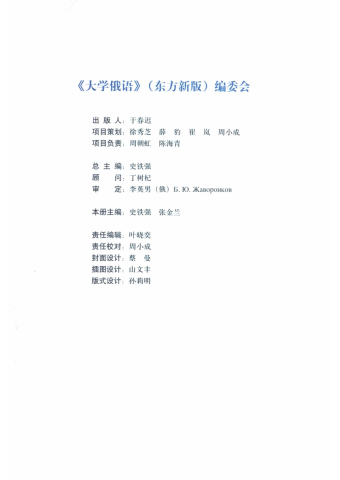 《大学俄语》（东方新版）编委会
出 版 人：于春迟
项目策划：徐秀芝 薛 豹 崔 岚 周小成
项目负责：周朝虹 陈海青
总 主 编：史铁强
顾 问：丁树杞
审 定：李英男（俄）Б. Ю. Жаворонков
本册主编：史铁强 张金兰
责任编辑：叶晓奕
责任校对：周小成
封面设计：蔡 曼
插图设计：山文丰
版式设计：孙莉明